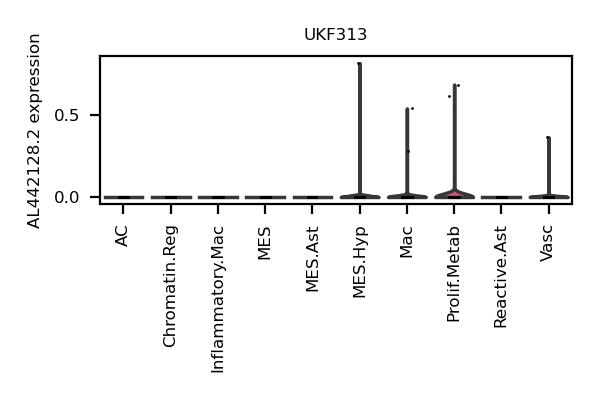 UKF313
AL442128.2 expression
0.5
0.0
AC
Chromatin.Reg
Inflammatory.Mac
MES
MES.Ast
MES.Hyp
Mac
Prolif.Metab
Reactive.Ast
Vasc